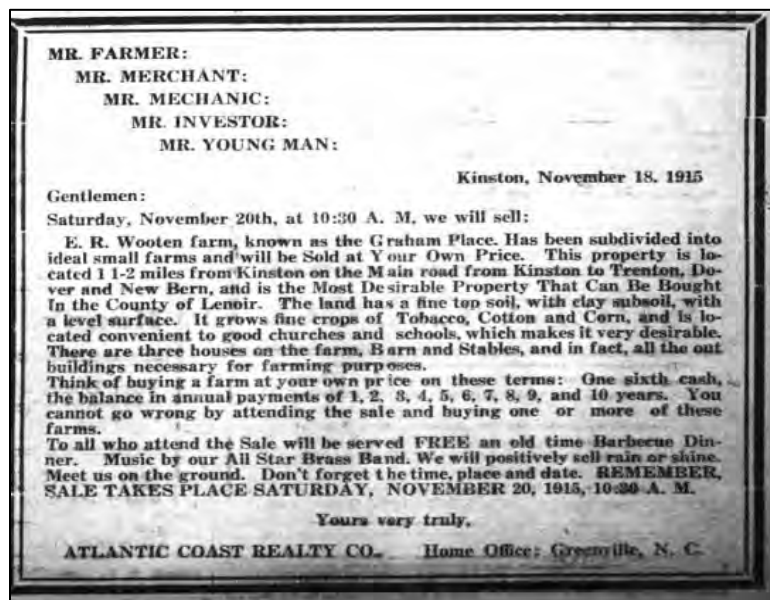 MR. FARMER:
MR. MERCHANT:
MR. MECHANIC:
MR. INVESTOR:
MR. YOUNG MAN:
Kinston, November 18, 1915
Gentlemen:
Saturday, November 20th, at 10:30 A. M. we will sell:
E. R. Wooten farm, known as the Graham Place. Has been subdivided into
ideal small farms and will be Sold at Your Own Price. This property is lo-
cated 1 1-2 miles from Kinston on the Main road from Kinston to Trenton, Do-
ver and New Bern, and is the Most Desirable Property That Can Be Bought
In the County of Lenoir. The land has a fine top soil, with clay subsoil, with
a level surface. It grows fine crops of Tobacco, Cotton and Corn, and is lo-
cated convenient to good churches and schools, which makes it very desirable.
There are three houses on the farm, Barn and Stables, and in fact, all the out
buildings necessary for farming purposes.
Think of buying a farm at your own price on these terms: One sixth cash,
the balance in annual payments of 1, 2, 3, 4, 5, 6, 7, 8, 9, and 10 years. You
cannot go wrong by attending the sale and buying one or more of these
farms.
To all who attend the Sale will be served FREE an old time Barbecue Din-
ner. Music by our All Star Brass Band. We will positively sell rain or shine.
Meet us on the ground. Don't forget the time, place and date. REMEMBER,
SALE TAKES PLACE SATURDAY, NOVEMBER 20, 1915, 10:30 A. M.
Yours very truly,
ATLANTIC COAST REALTY CO., Home Office: Greenville, N. C.